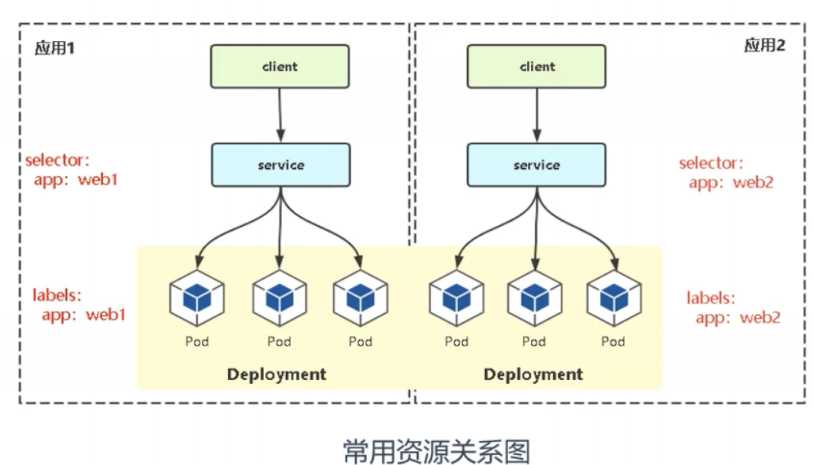 应用1
应用2
client
client
selector:
app: web1
service
service
selector:
app: web2
labels:
app: web1
labels:
app: web2
Pod
Pod
Pod
Pod
Pod
Pod
Deployment
Deployment
常用资源关系图